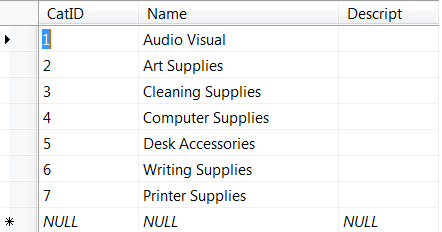 CatID Name Descript
1 Audio Visual
2 Art Supplies
3 Cleaning Supplies
4 Computer Supplies
5 Desk Accessories
6 Writing Supplies
7 Printer Supplies
NULL NULL NULL